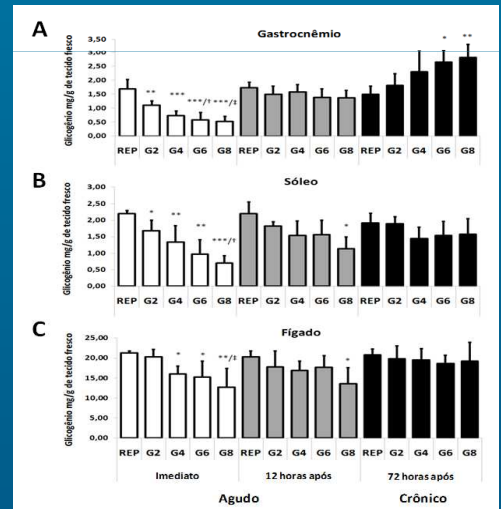 A
Gastrocnêmio
Glicogênio mg/g de tecido fresco
3,50
3,00
2,50
2,00
1,50
1,00
0,50
0,00
** *** ***/† ***/‡ * **
REP G2 G4 G6 G8 REP G2 G4 G6 G8 REP G2 G4 G6 G8
B
Sóleo
Glicogênio mg/g de tecido fresco
3,00
2,50
2,00
1,50
1,00
0,50
0,00
* ** ** ***/† *
REP G2 G4 G6 G8 REP G2 G4 G6 G8 REP G2 G4 G6 G8
C
Fígado
Glicogênio mg/g de tecido fresco
25,00
20,00
15,00
10,00
5,00
0,00
* * **/‡ *
REP G2 G4 G6 G8 REP G2 G4 G6 G8 REP G2 G4 G6 G8
Imediato 12 horas após 72 horas após
Agudo Crônico